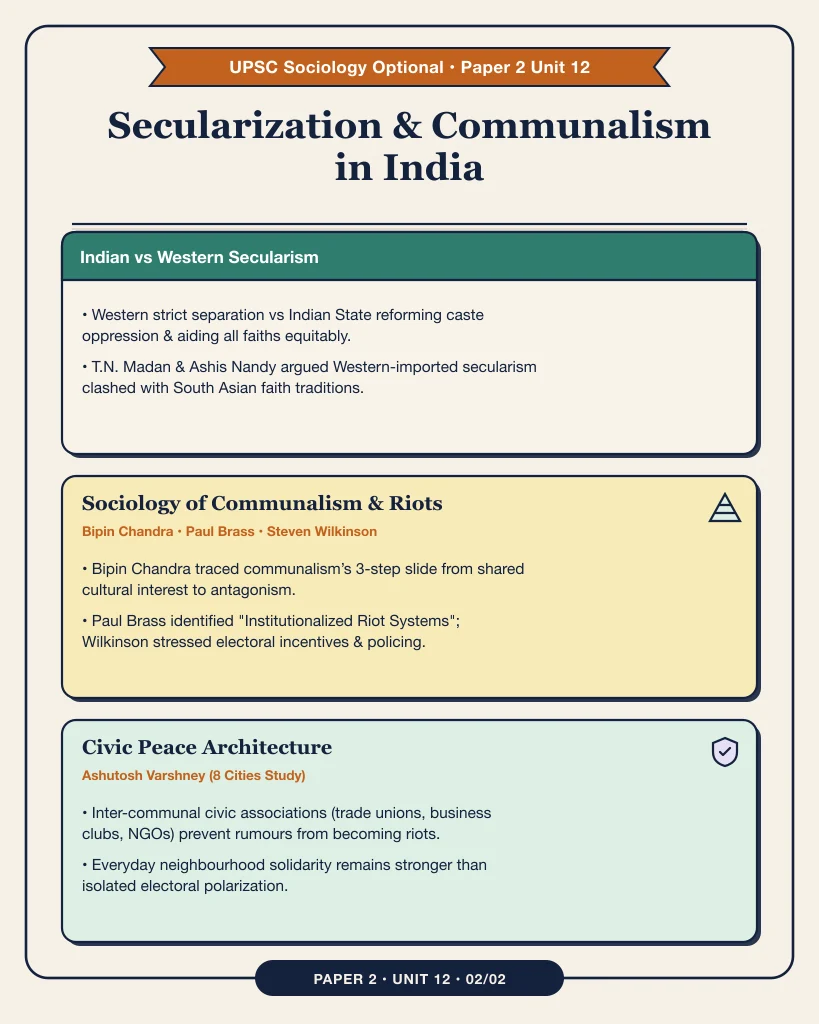 UPSC Sociology Optional • Paper 2 Unit 12
Secularization & Communalism
in India
Indian vs Western Secularism
• Western strict separation vs Indian State reforming caste
oppression & aiding all faiths equitably.
• T.N. Madan & Ashis Nandy argued Western-imported secularism
clashed with South Asian faith traditions.
Sociology of Communalism & Riots
Bipin Chandra • Paul Brass • Steven Wilkinson
• Bipin Chandra traced communalism’s 3-step slide from shared
cultural interest to antagonism.
• Paul Brass identified "Institutionalized Riot Systems";
Wilkinson stressed electoral incentives & policing.
Civic Peace Architecture
Ashutosh Varshney (8 Cities Study)
• Inter-communal civic associations (trade unions, business
clubs, NGOs) prevent rumours from becoming riots.
• Everyday neighbourhood solidarity remains stronger than
isolated electoral polarization.
PAPER 2 • UNIT 12 • 02/02